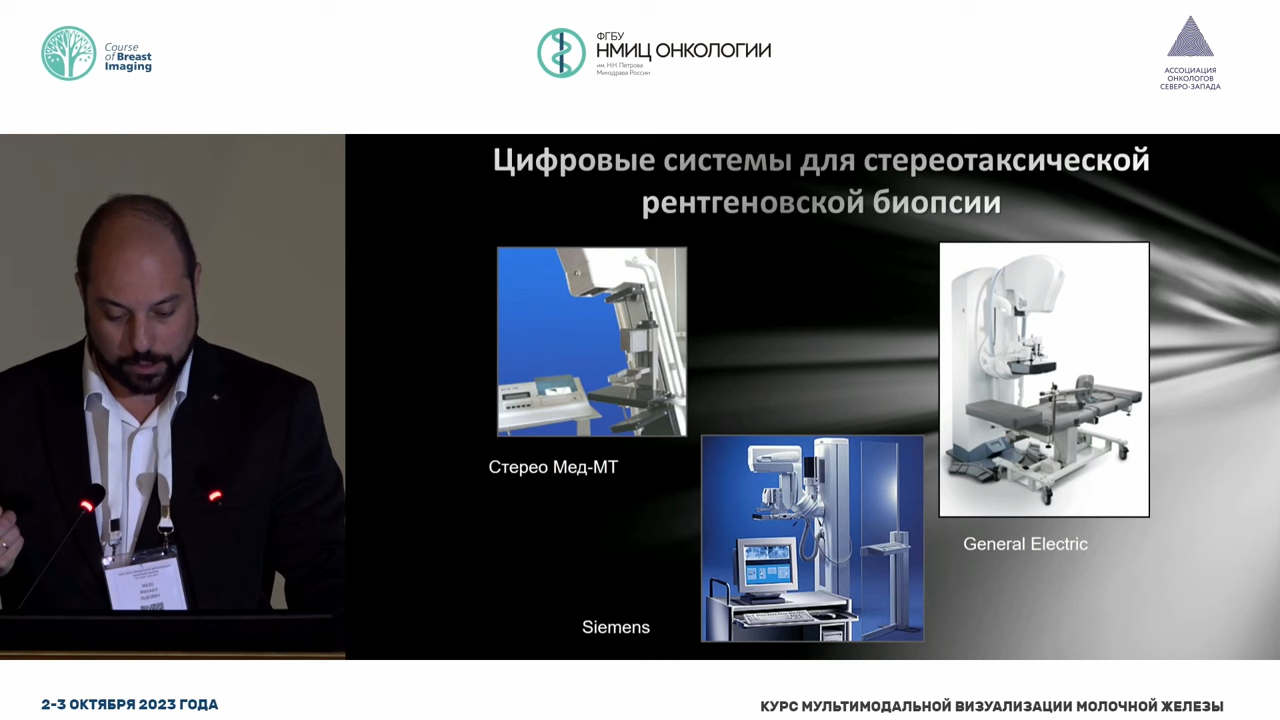 Course
of Breast
Imaging
ФГБУ
НМИЦ ОНКОЛОГИИ
им. Н.Н. Петрова
Минздрава России
АССОЦИАЦИЯ
ОНКОЛОГОВ
СЕВЕРО-ЗАПАДА
Цифровые системы для стереотаксической
рентгеновской биопсии
Стерео Мед-МТ
General Electric
Siemens
2-3 ОКТЯБРЯ 2023 ГОДА
КУРС МУЛЬТИМОДАЛЬНОЙ ВИЗУАЛИЗАЦИИ МОЛОЧНОЙ ЖЕЛЕЗЫ